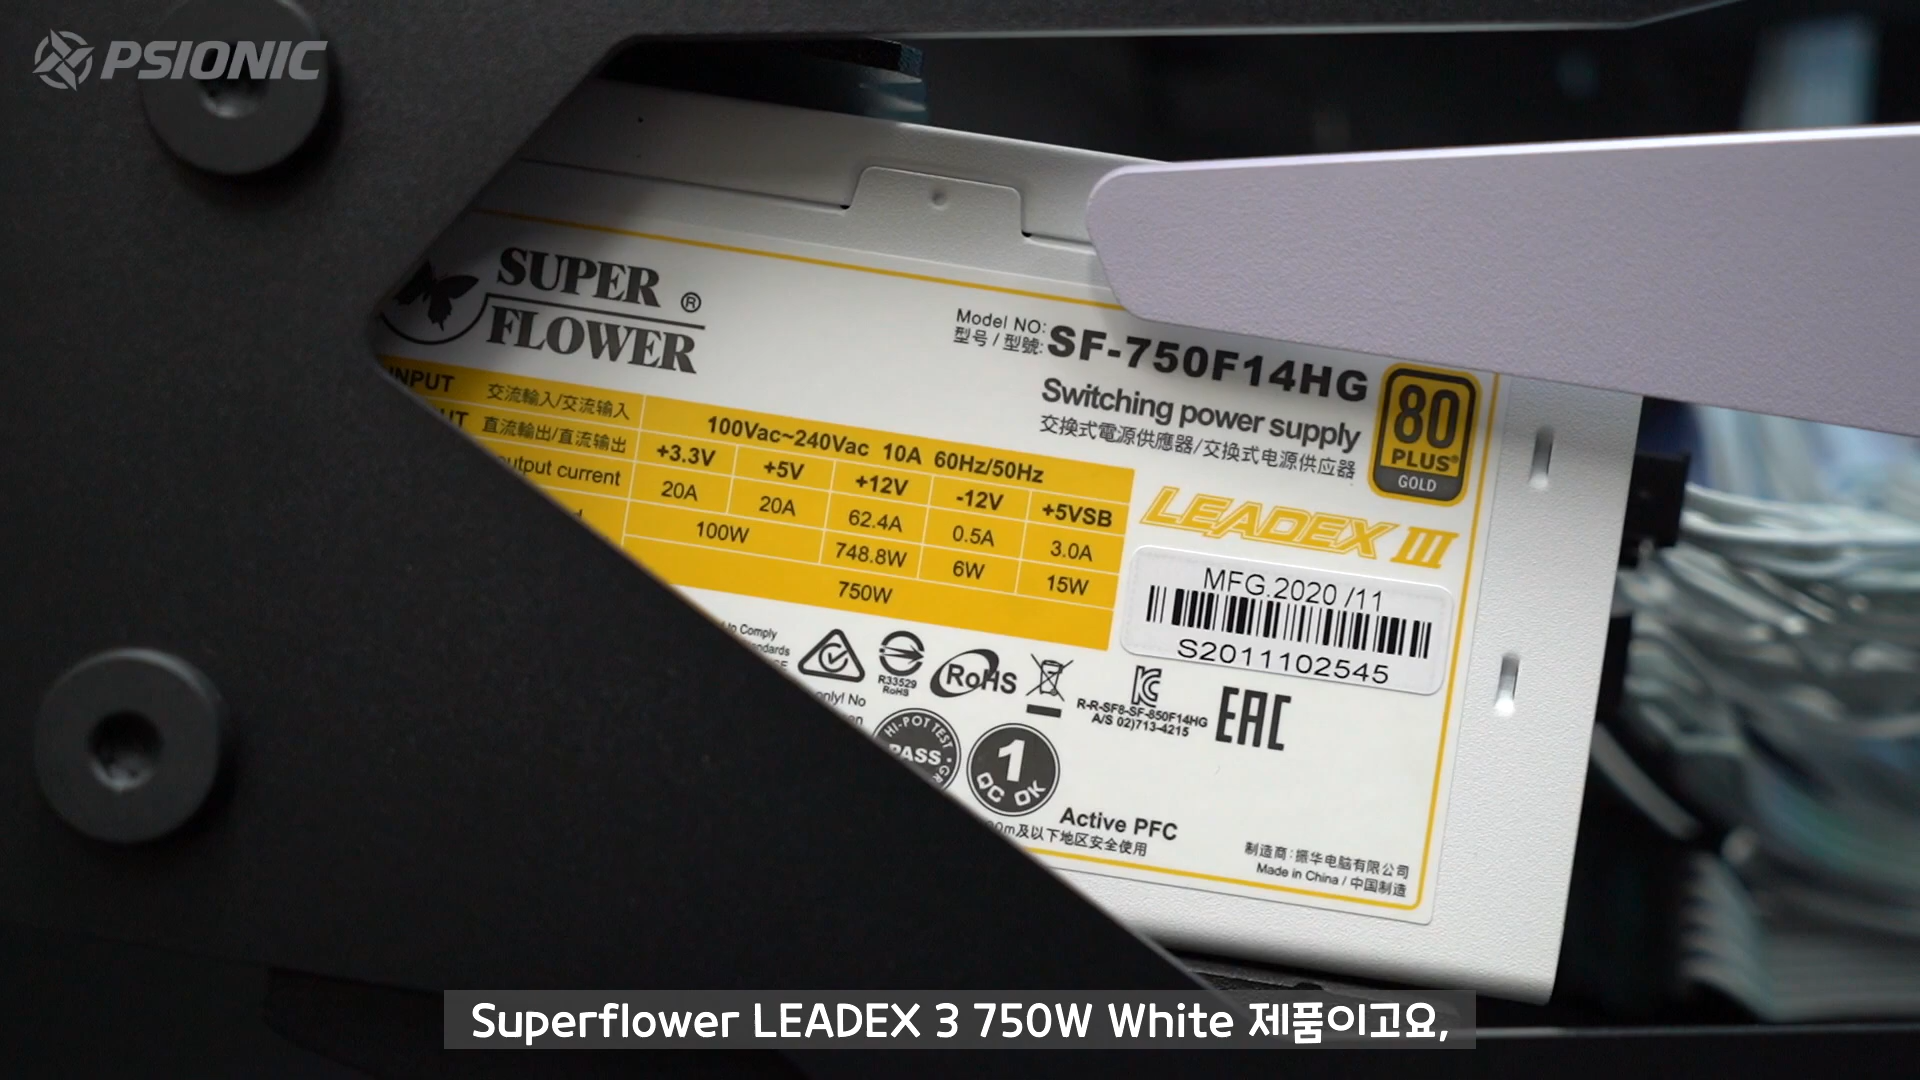 PSIONIC
SUPER ®
FLOWER
Model NO: SF-750F14HG
型号 / 型號:
Switching power supply
交換式電源供應器/交换式电源供应器
80
PLUS®
GOLD
LEADEX III
INPUT 交流輸入/交流输入 100Vac~240Vac 10A 60Hz/50Hz
直流輸出/直流输出 +3.3V +5V +12V -12V +5VSB
output current 20A 20A 62.4A 0.5A 3.0A
100W 748.8W 6W 15W
750W
MFG.2020 /11
S2011102545
to Comply
R33529
RoHS
RoHS
R-R-SF8-SF-850F14HG
A/S 02)713-4215
EAC
only! No
HI-POT TEST
PASS
1
QC OK
Active PFC
m及以下地区安全使用
制造商:振华电脑有限公司
Made in China / 中国制造
Superflower LEADEX 3 750W White 제품이고요,